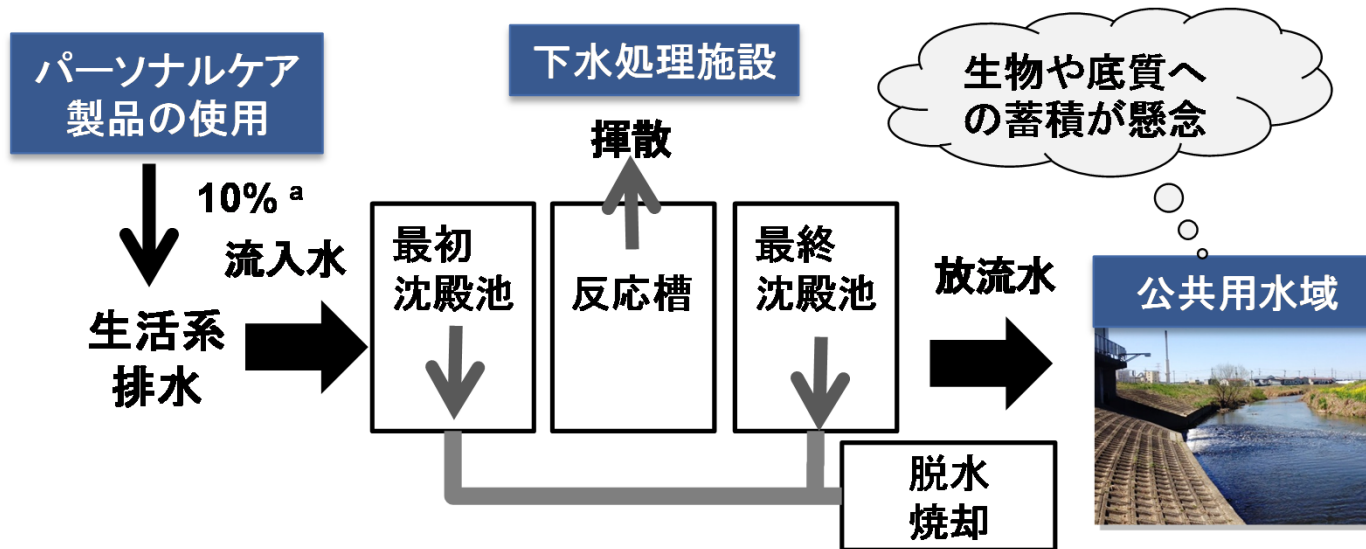 パーソナルケア
製品の使用
下水処理施設
生物や底質へ
の蓄積が懸念
揮散
10% a
流入水
最初
沈殿池
反応槽
最終
沈殿池
放流水
公共用水域
生活系
排水
脱水
焼却